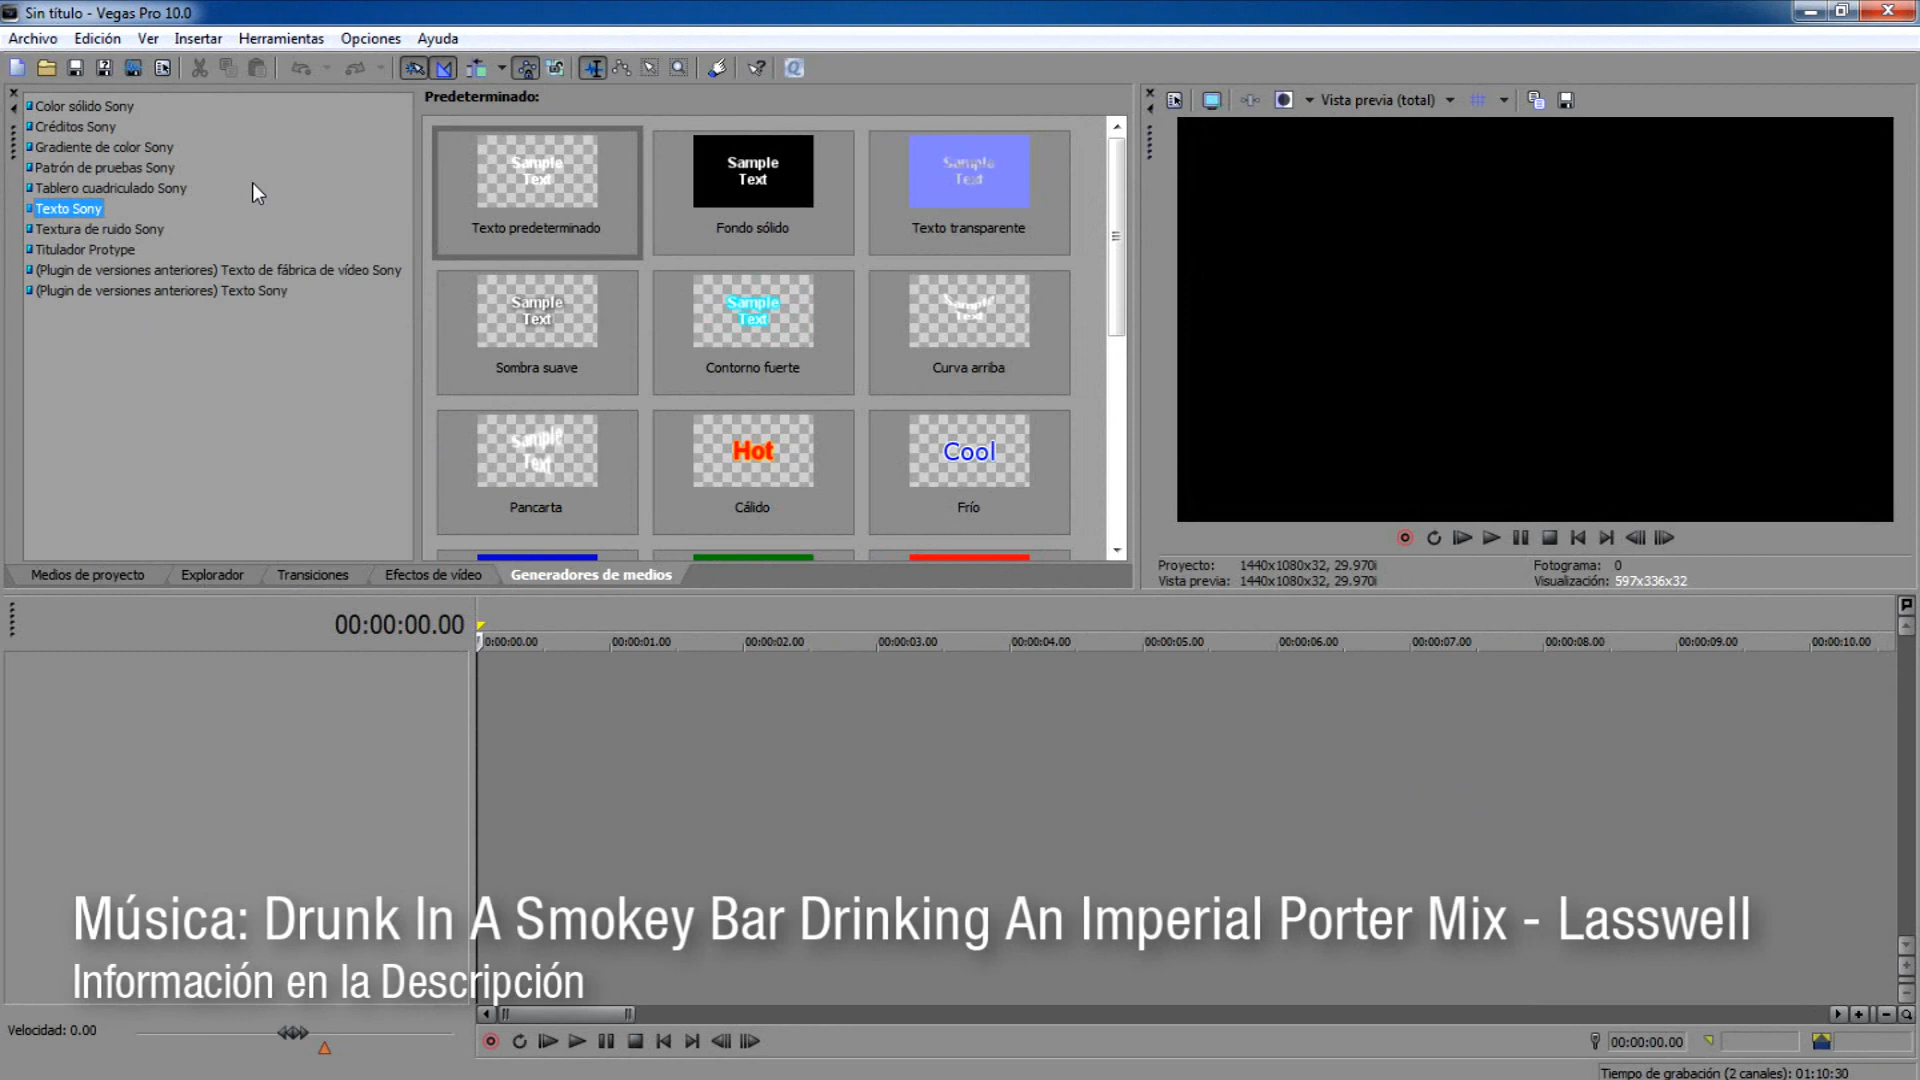 Sin título - Vegas Pro 10.0
Archivo Edición Ver Insertar Herramientas Opciones Ayuda
Color sólido Sony
Créditos Sony
Gradiente de color Sony
Patrón de pruebas Sony
Tablero cuadriculado Sony
Texto Sony
Textura de ruido Sony
Titulador Protype
(Plugin de versiones anteriores) Texto de fábrica de vídeo Sony
(Plugin de versiones anteriores) Texto Sony
Predeterminado:
Sample Text
Texto predeterminado
Sample Text
Fondo sólido
Sample Text
Texto transparente
Sample Text
Sombra suave
Sample Text
Contorno fuerte
Sample Text
Curva arriba
Sample Text
Pancarta
Hot
Cálido
Cool
Frío
Vista previa (total)
Proyecto: 1440x1080x32, 29.970i
Vista previa: 1440x1080x32, 29.970i
Fotograma: 0
Visualización: 597x336x32
Medios de proyecto Explorador Transiciones Efectos de vídeo Generadores de medios
00:00:00.00
0:00:00.00 00:00:01.00 00:00:02.00 00:00:03.00 00:00:04.00 00:00:05.00 00:00:06.00 00:00:07.00 00:00:08.00 00:00:09.00 00:00:10.00
Música: Drunk In A Smokey Bar Drinking An Imperial Porter Mix - Lasswell
Información en la Descripción
Velocidad: 0.00
00:00:00.00
Tiempo de grabación (2 canales): 01:10:30